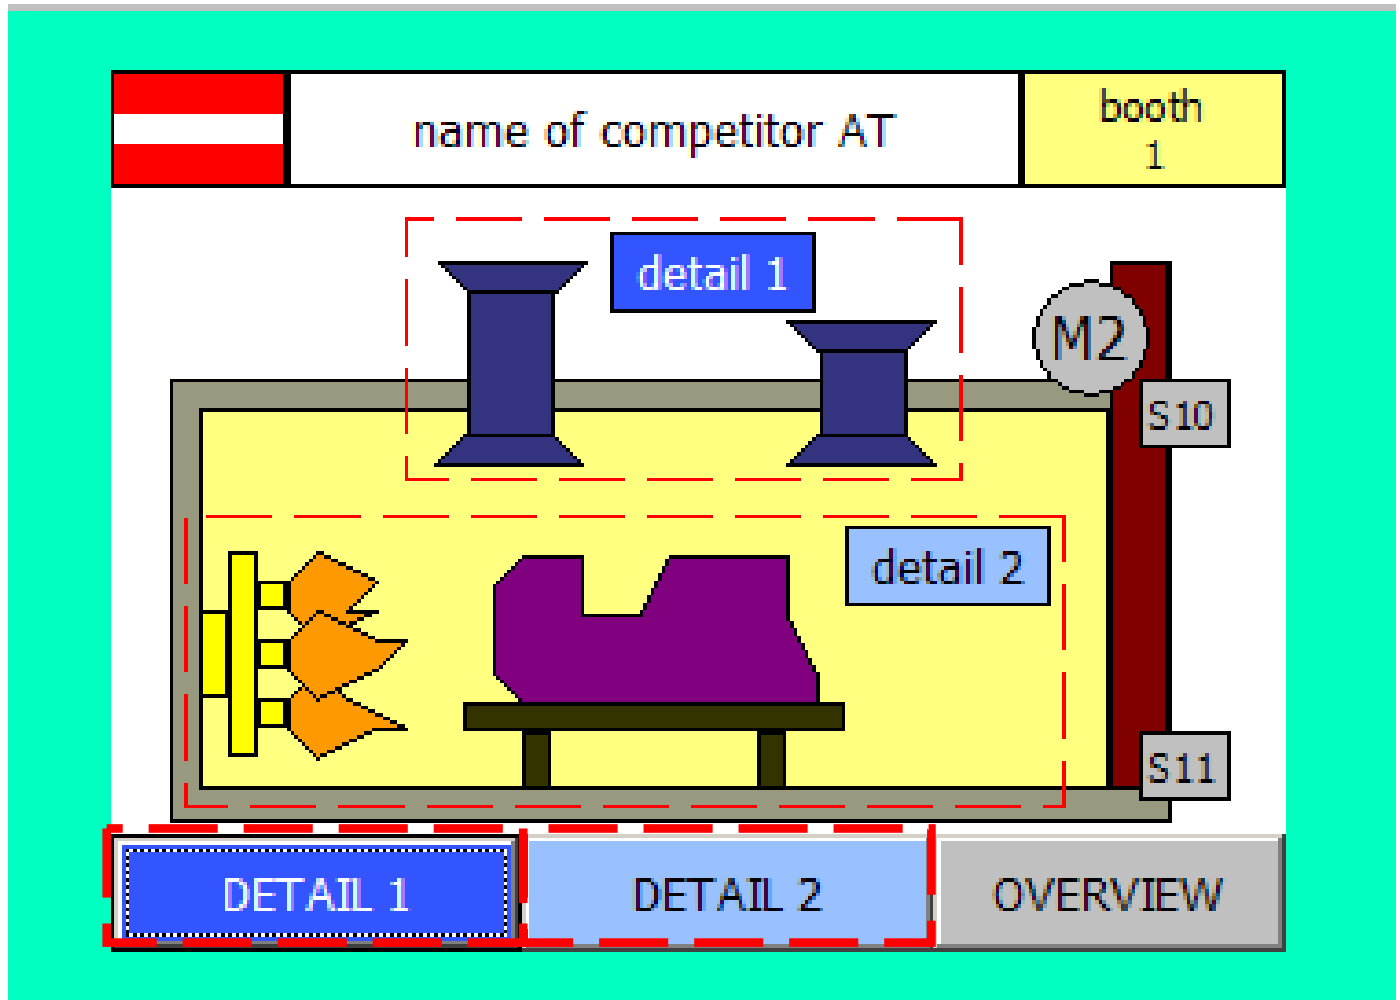 name of competitor AT
booth
1
detail 1
M2
S10
detail 2
S11
DETAIL 1
DETAIL 2
OVERVIEW